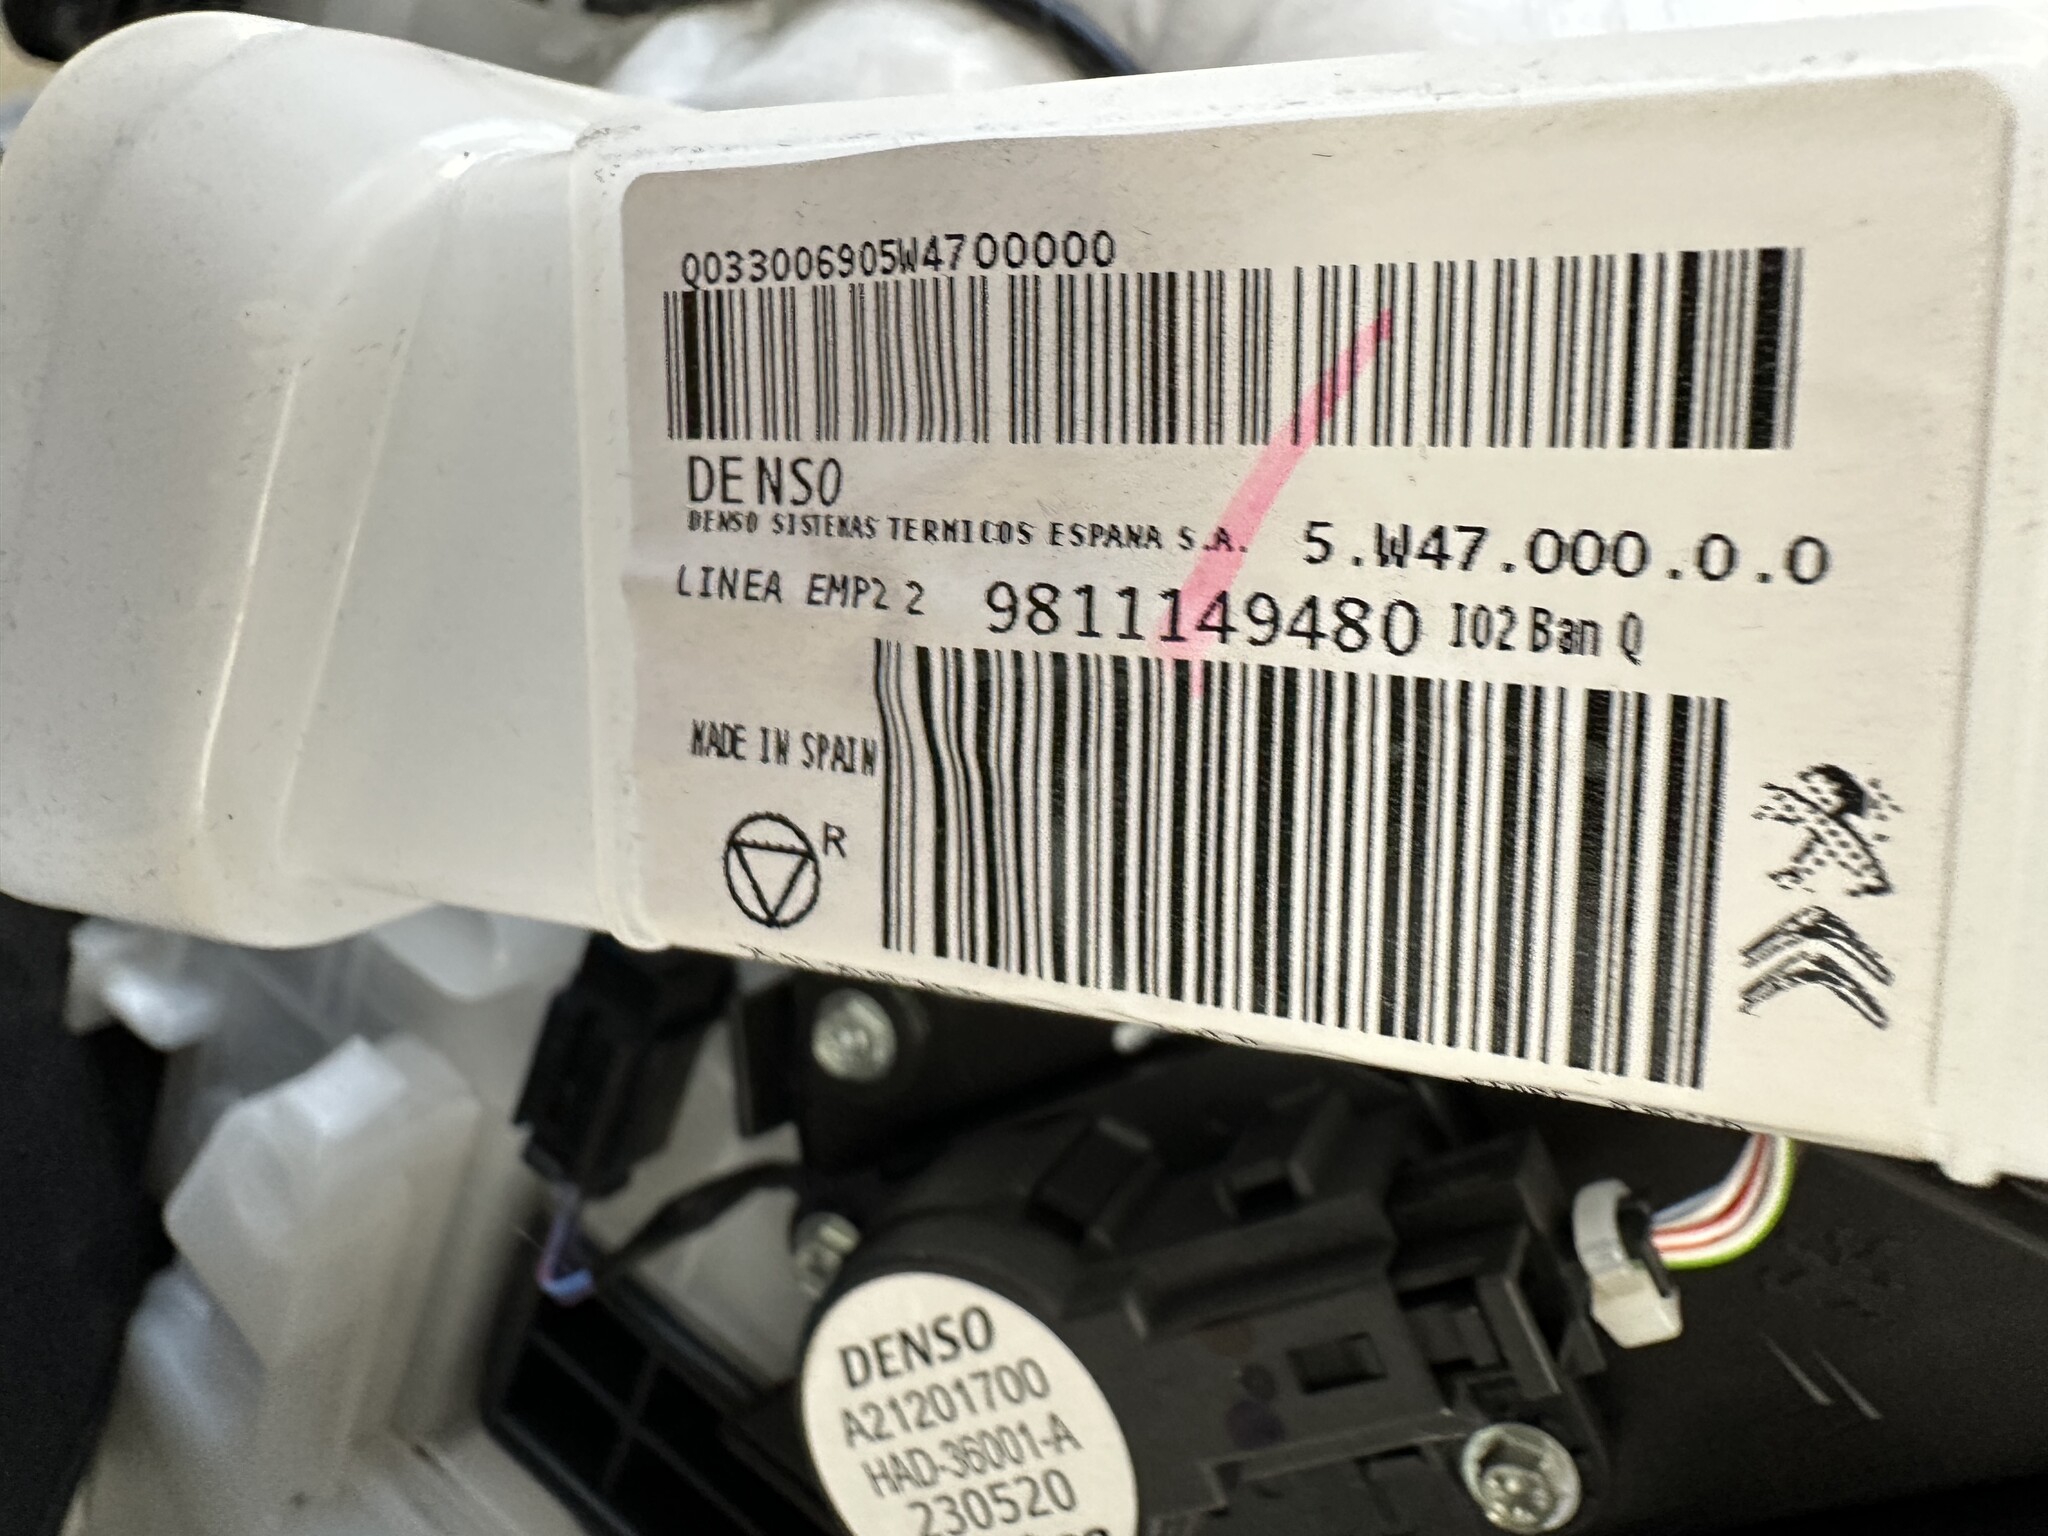 Q033006905W4700000
DENSO
DENSO SISTEMAS TERMICOS ESPANA S.A.
5.W47.000.0.0
LINEA EMP2 2
9811149480 I02 Ban Q
MADE IN SPAIN
R
DENSO
A21201700
HAD-36001-A
230520